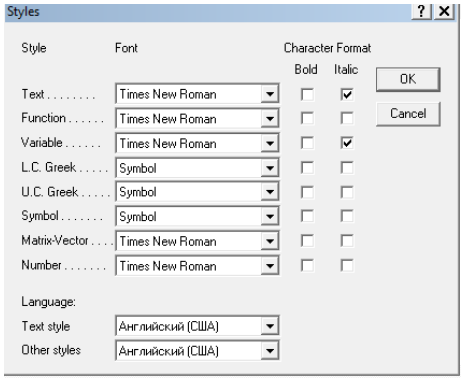 Styles ? X
Style Font Character Format
Bold Italic
OK
Cancel
Text . . . . . . . . Times New Roman
Function . . . . . . Times New Roman
Variable . . . . . . Times New Roman
L.C. Greek . . . . . Symbol
U.C. Greek . . . . . Symbol
Symbol . . . . . . . Symbol
Matrix-Vector . . . . Times New Roman
Number . . . . . . . Times New Roman
Language:
Text style Английский (США)
Other styles Английский (США)